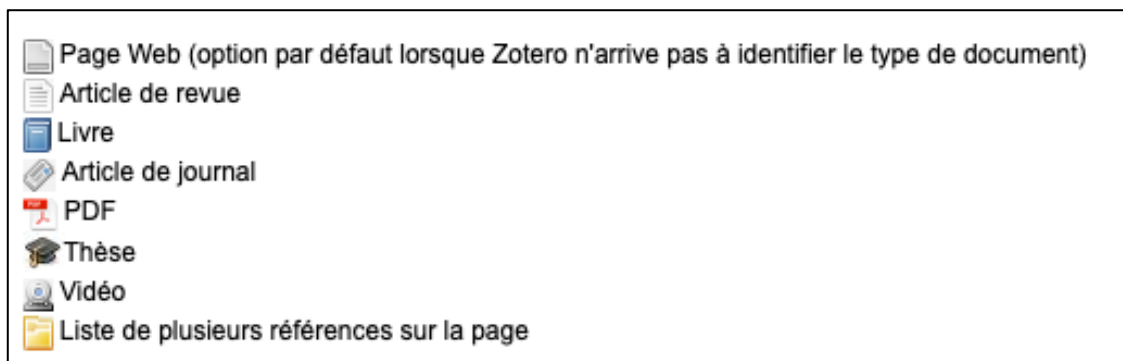 Page Web (option par défaut lorsque Zotero n'arrive pas à identifier le type de document)
Article de revue
Livre
Article de journal
PDF
Thèse
Vidéo
Liste de plusieurs références sur la page